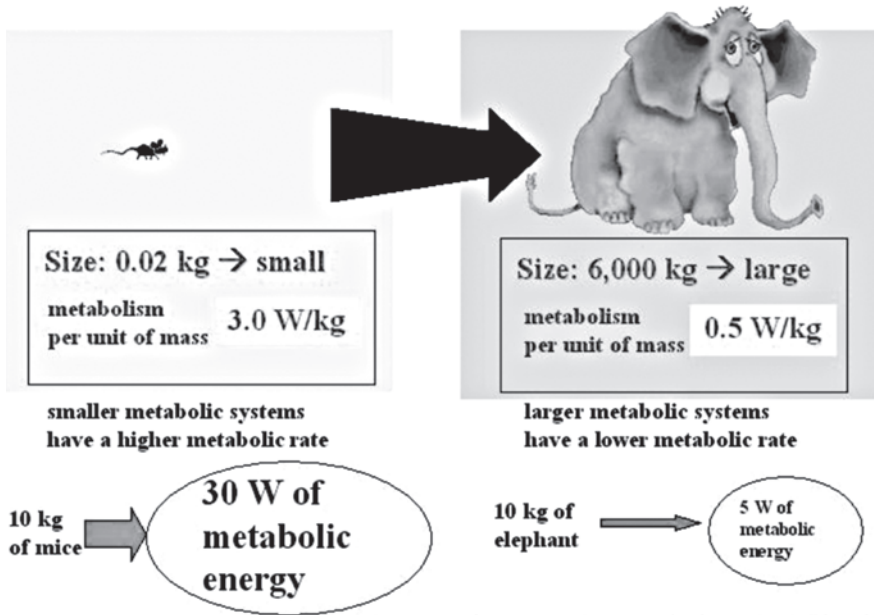 Size: 0.02 kg → small
metabolism
per unit of mass
3.0 W/kg
smaller metabolic systems
have a higher metabolic rate
10 kg
of mice
30 W of
metabolic
energy
Size: 6,000 kg → large
metabolism
per unit of mass
0.5 W/kg
larger metabolic systems
have a lower metabolic rate
10 kg of
elephant
5 W of
metabolic
energy